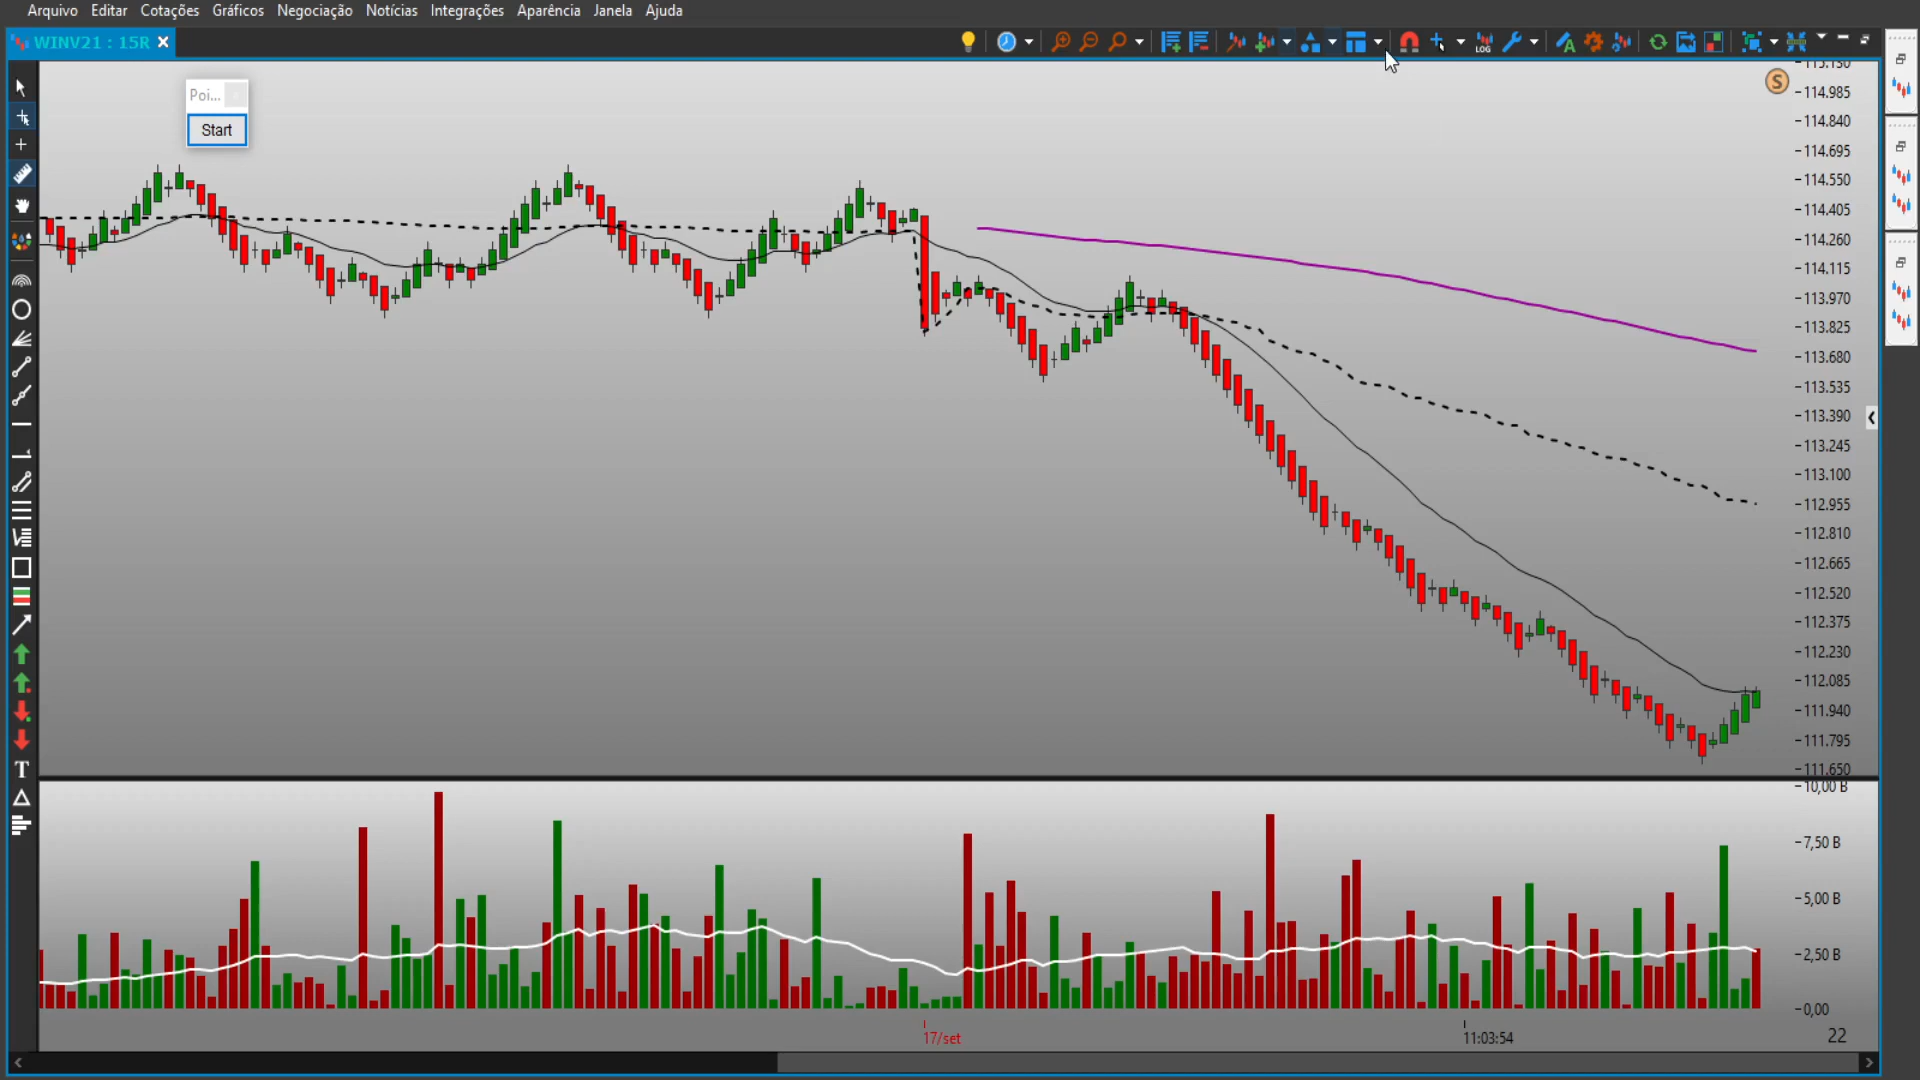 Arquivo Editar Cotações Gráficos Negociação Notícias Integrações Aparência Janela Ajuda
WINV21 : 15R
LOG
Poi...
Start
S
115.130
114.985
114.840
114.695
114.550
114.405
114.260
114.115
113.970
113.825
113.680
113.535
113.390
113.245
113.100
112.955
112.810
112.665
112.520
112.375
112.230
112.085
111.940
111.795
111.650
T
10,00 B
7,50 B
5,00 B
2,50 B
0,00
17/set
11:03:54
22